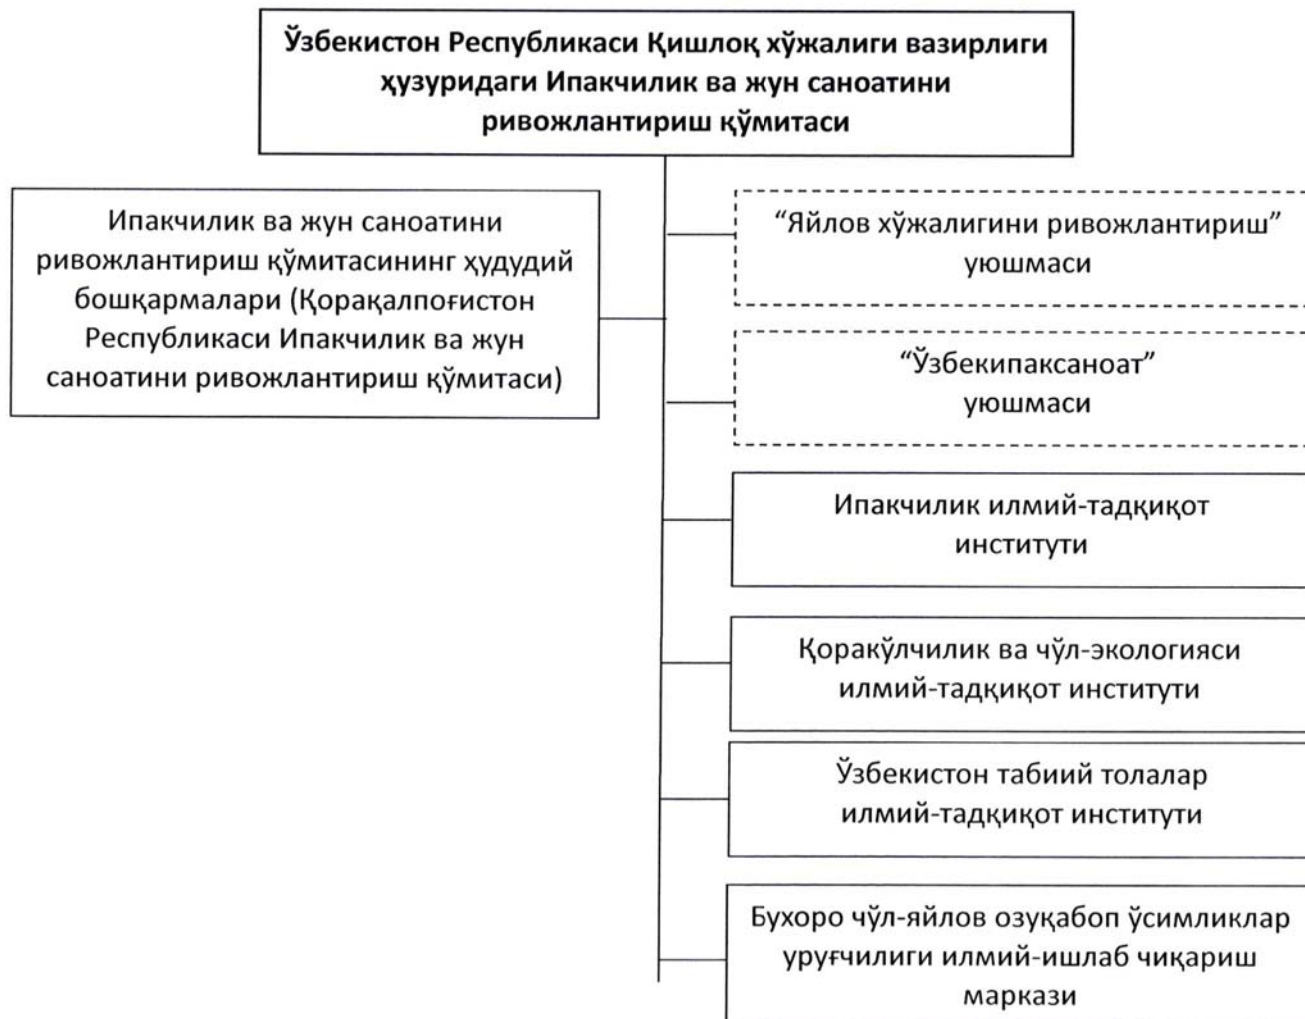 Ўзбекистон Республикаси Қишлоқ хўжалиги вазирлиги
ҳузуридаги Ипакчилик ва жун саноатини
ривожлантириш қўмитаси
Ипакчилик ва жун саноатини
ривожлантириш қўмитасининг ҳудудий
бошқармалари (Қорақалпоғистон
Республикаси Ипакчилик ва жун
саноатини ривожлантириш қўмитаси)
“Яйлов хўжалигини ривожлантириш”
уюшмаси
“Ўзбекипаксаноат”
уюшмаси
Ипакчилик илмий-тадқиқот
институти
Қоракўлчилик ва чўл-экологияси
илмий-тадқиқот институти
Ўзбекистон табиий толалар
илмий-тадқиқот институти
Бухоро чўл-яйлов озуқабоп ўсимликлар
уруғчилиги илмий-ишлаб чиқариш
маркази